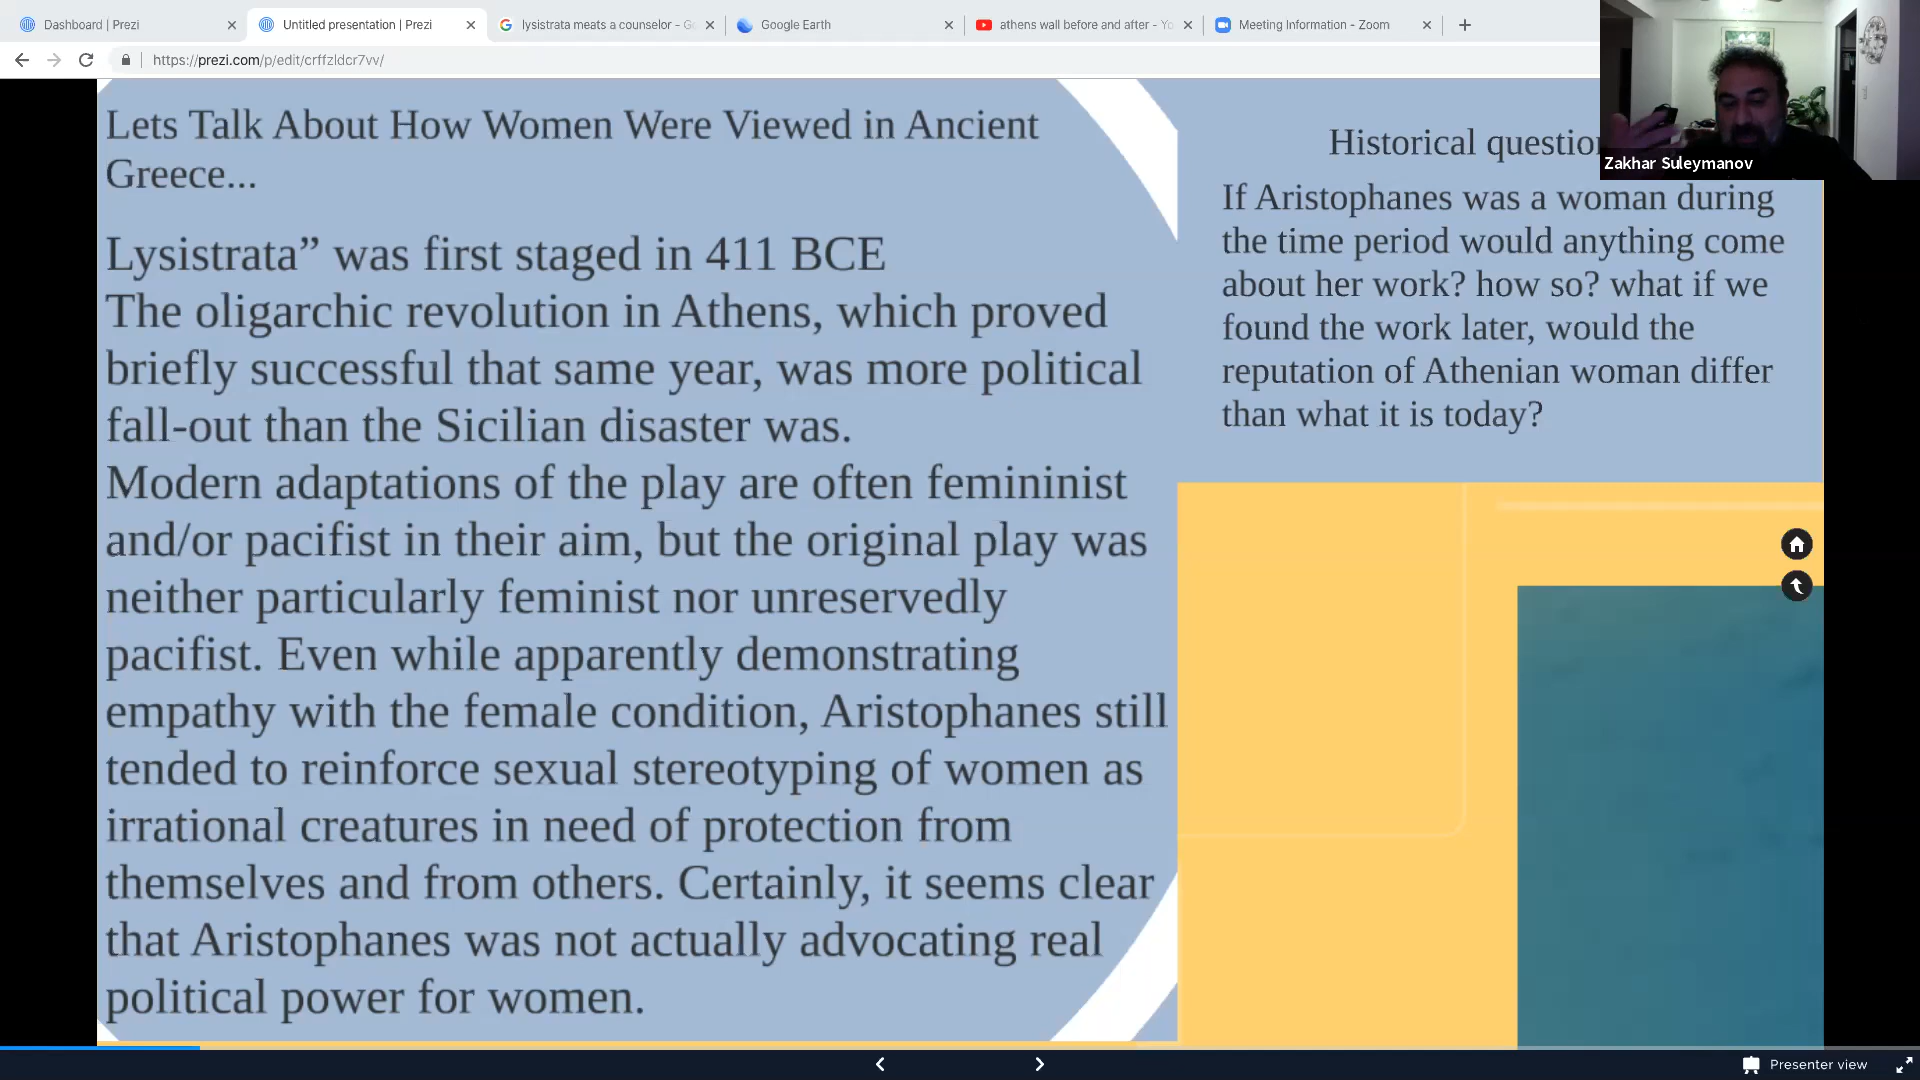 Dashboard | Prezi
Untitled presentation | Prezi
lysistrata meats a counselor - G
Google Earth
athens wall before and after - Yo
Meeting Information - Zoom
https://prezi.com/p/edit/crffzldcr7vv/
Lets Talk About How Women Were Viewed in Ancient
Greece...
Lysistrata” was first staged in 411 BCE
The oligarchic revolution in Athens, which proved
briefly successful that same year, was more political
fall-out than the Sicilian disaster was.
Modern adaptations of the play are often femininist
and/or pacifist in their aim, but the original play was
neither particularly feminist nor unreservedly
pacifist. Even while apparently demonstrating
empathy with the female condition, Aristophanes still
tended to reinforce sexual stereotyping of women as
irrational creatures in need of protection from
themselves and from others. Certainly, it seems clear
that Aristophanes was not actually advocating real
political power for women.
Historical question
If Aristophanes was a woman during
the time period would anything come
about her work? how so? what if we
found the work later, would the
reputation of Athenian woman differ
than what it is today?
Zakhar Suleymanov
Presenter view